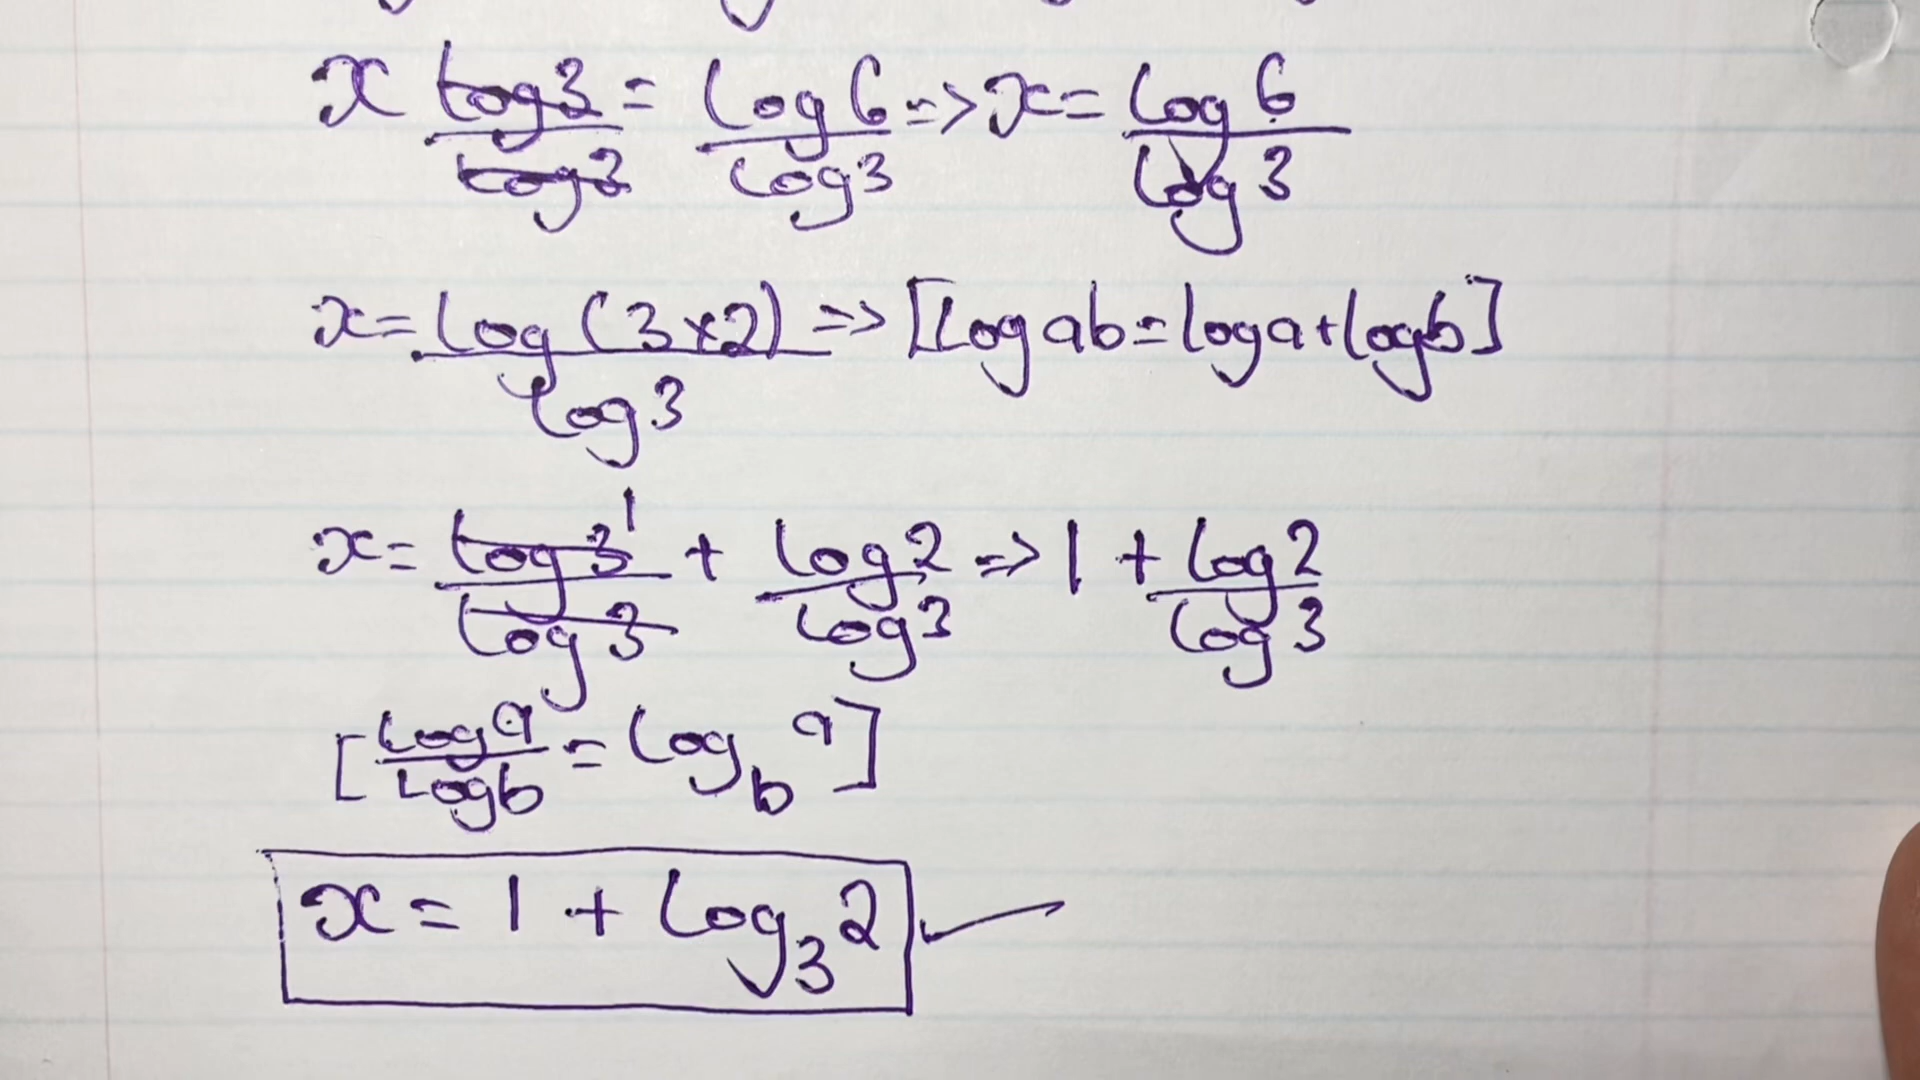 x log3/log3 = log6/log3 => x = log6/log3
x = log(3×2)/log3 => [log ab = log a + log b]
x = log3/log3 1 + log2/log3 => 1 + log2/log3
[log a/log b = log_b a]
x = 1 + log_3 2 ✓